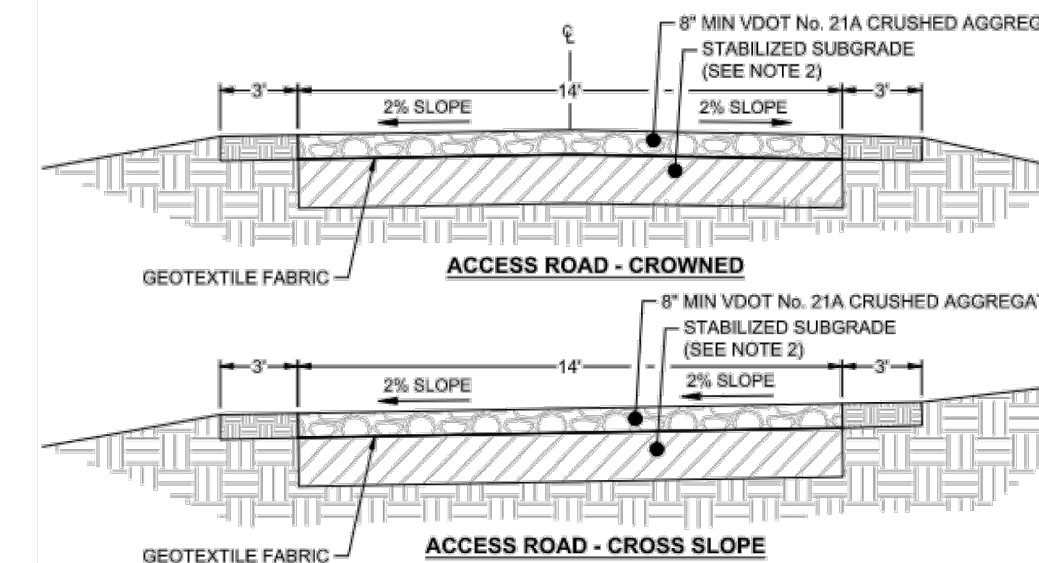 ℄
8" MIN VDOT No. 21A CRUSHED AGGREG
STABILIZED SUBGRADE
(SEE NOTE 2)
3' 14' 3'
2% SLOPE 2% SLOPE
GEOTEXTILE FABRIC
ACCESS ROAD - CROWNED
8" MIN VDOT No. 21A CRUSHED AGGREGAT
STABILIZED SUBGRADE
(SEE NOTE 2)
3' 14' 3'
2% SLOPE 2% SLOPE
GEOTEXTILE FABRIC
ACCESS ROAD - CROSS SLOPE